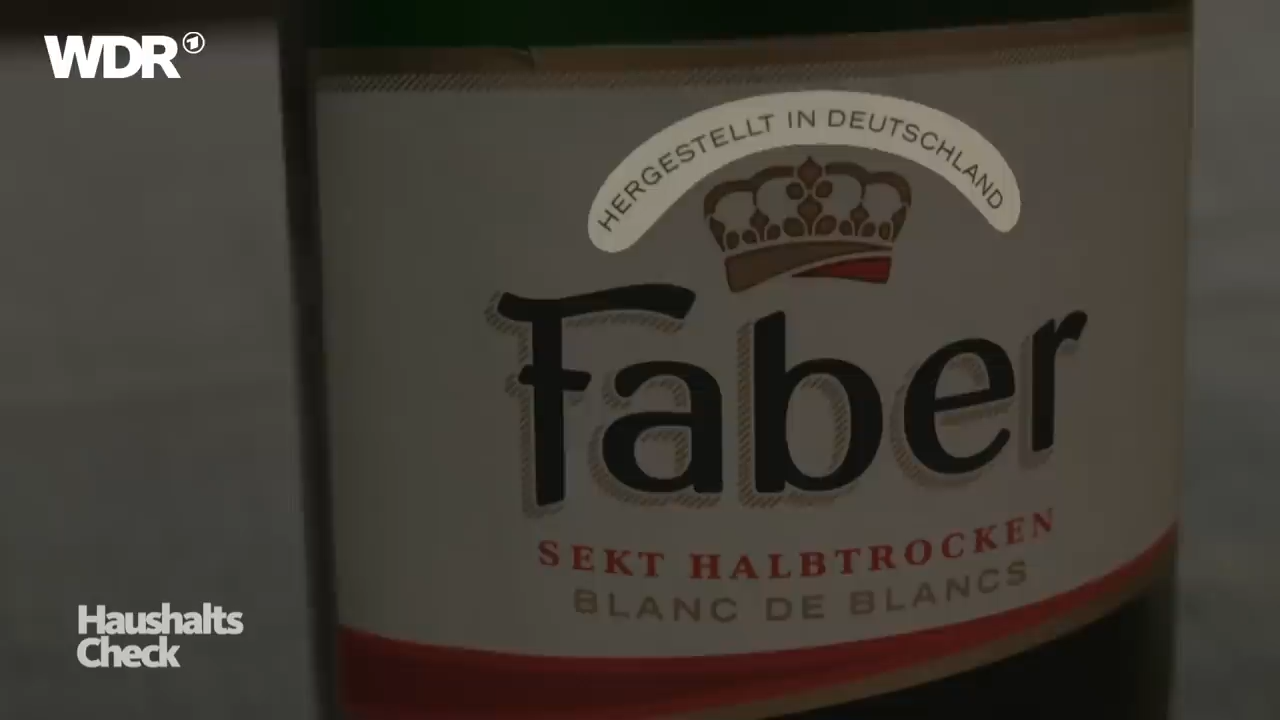 WDR
HERGESTELLT IN DEUTSCHLAND
Faber
SEKT HALBTROCKEN
BLANC DE BLANCS
Haushalts
Check